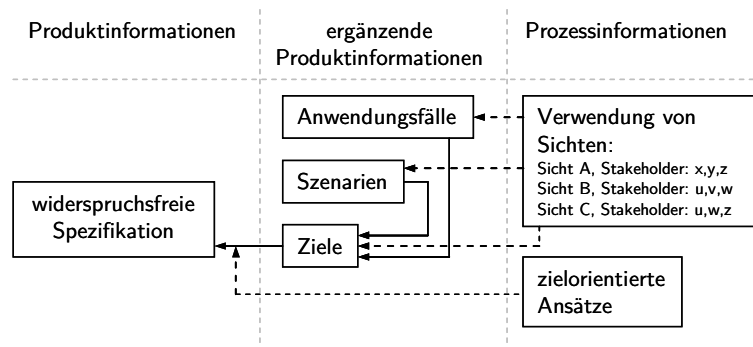 Produktinformationen
ergänzende
Produktinformationen
Prozessinformationen
Anwendungsfälle
Szenarien
Ziele
widerspruchsfreie
Spezifikation
Verwendung von
Sichten:
Sicht A, Stakeholder: x,y,z
Sicht B, Stakeholder: u,v,w
Sicht C, Stakeholder: u,w,z
zielorientierte
Ansätze